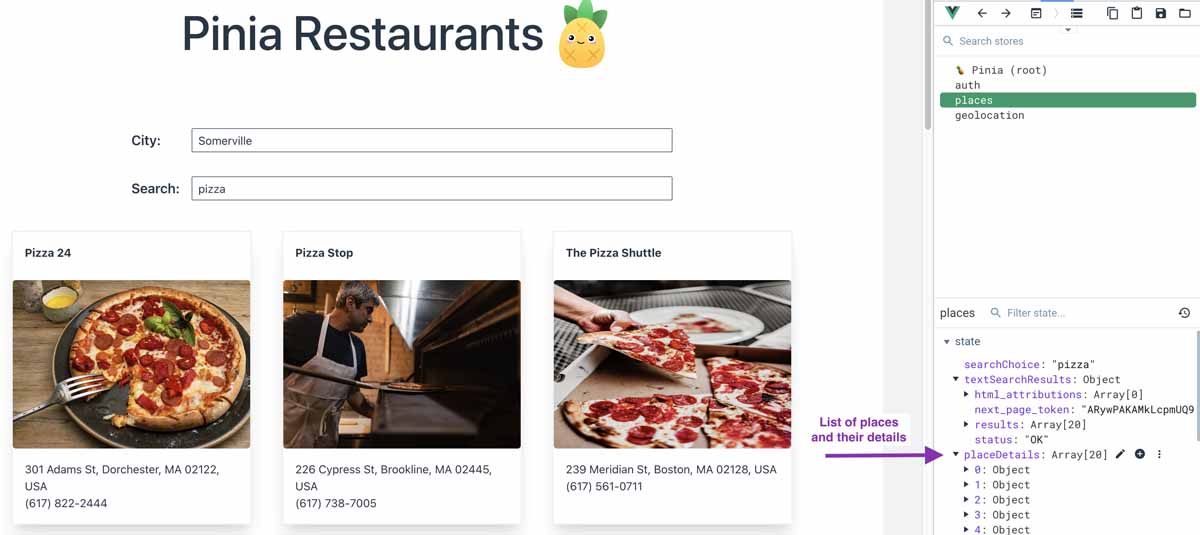 Pinia Restaurants
City:
Somerville
Search:
pizza
Pizza 24
Pizza Stop
The Pizza Shuttle
301 Adams St, Dorchester, MA 02122,
USA
(617) 822-2444
226 Cypress St, Brookline, MA 02445,
USA
(617) 738-7005
239 Meridian St, Boston, MA 02128, USA
(617) 561-0711
List of places
and their details
Search stores
Pinia (root)
auth
places
geolocation
places
Filter state...
state
searchChoice: "pizza"
textSearchResults: Object
html_attributions: Array[0]
next_page_token: "ARywPAKAMkLcpmUQ9
results: Array[20]
status: "OK"
placeDetails: Array[20]
0: Object
1: Object
2: Object
3: Object
4: Object